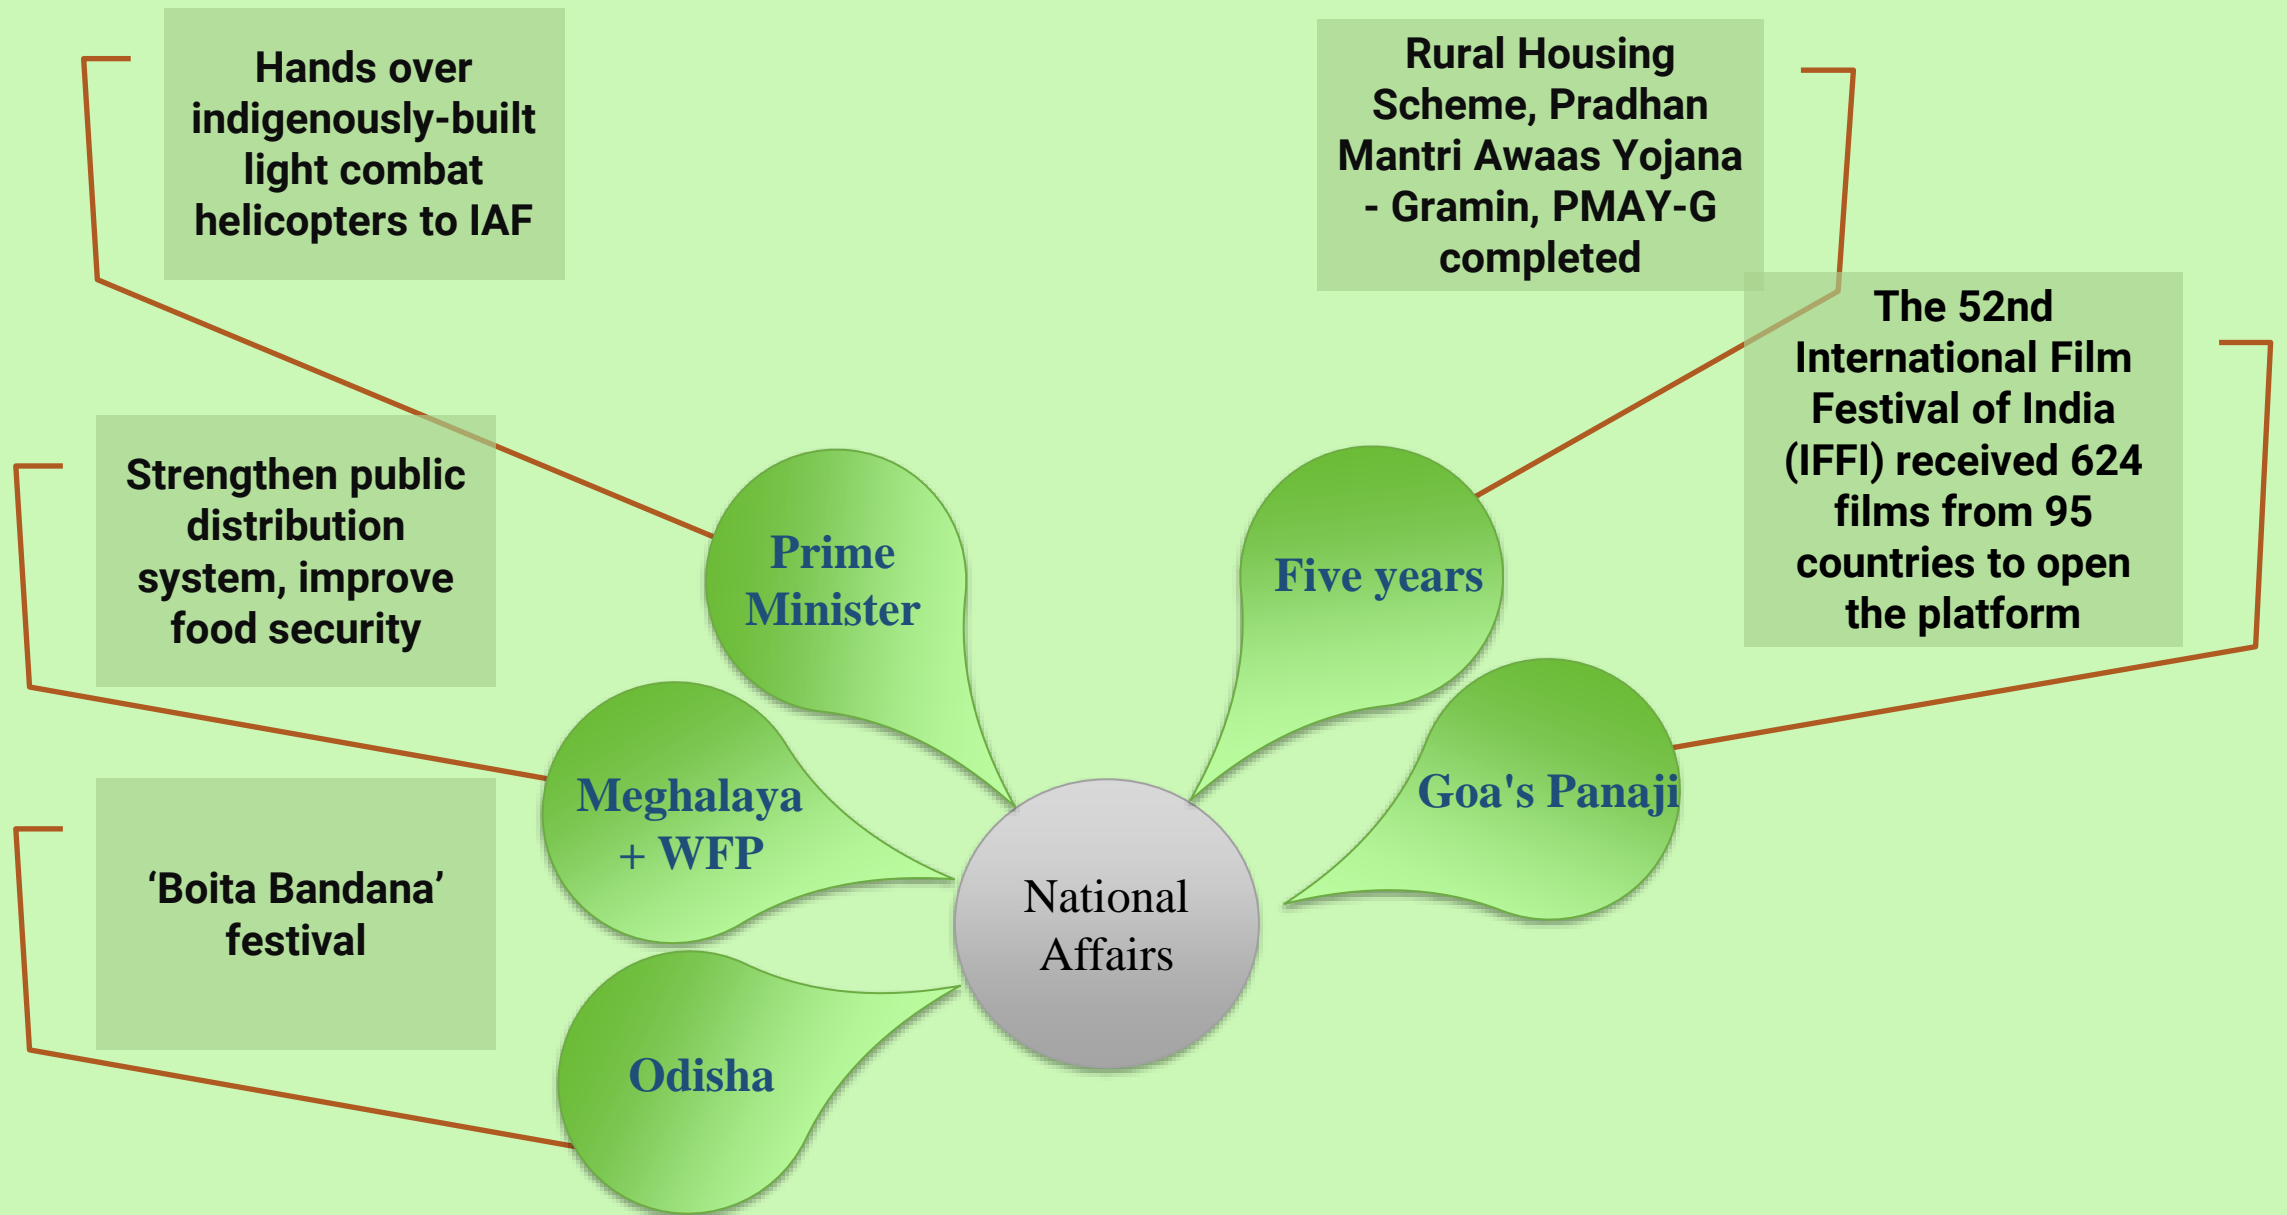 Hands over
indigenously-built
light combat
helicopters to IAF
Rural Housing
Scheme, Pradhan
Mantri Awaas Yojana
- Gramin, PMAY-G
completed
The 52nd
International Film
Festival of India
(IFFI) received 624
films from 95
countries to open
the platform
Strengthen public
distribution
system, improve
food security
Prime
Minister
Five years
Meghalaya
+ WFP
Goa's Panaji
‘Boita Bandana’
festival
National
Affairs
Odisha